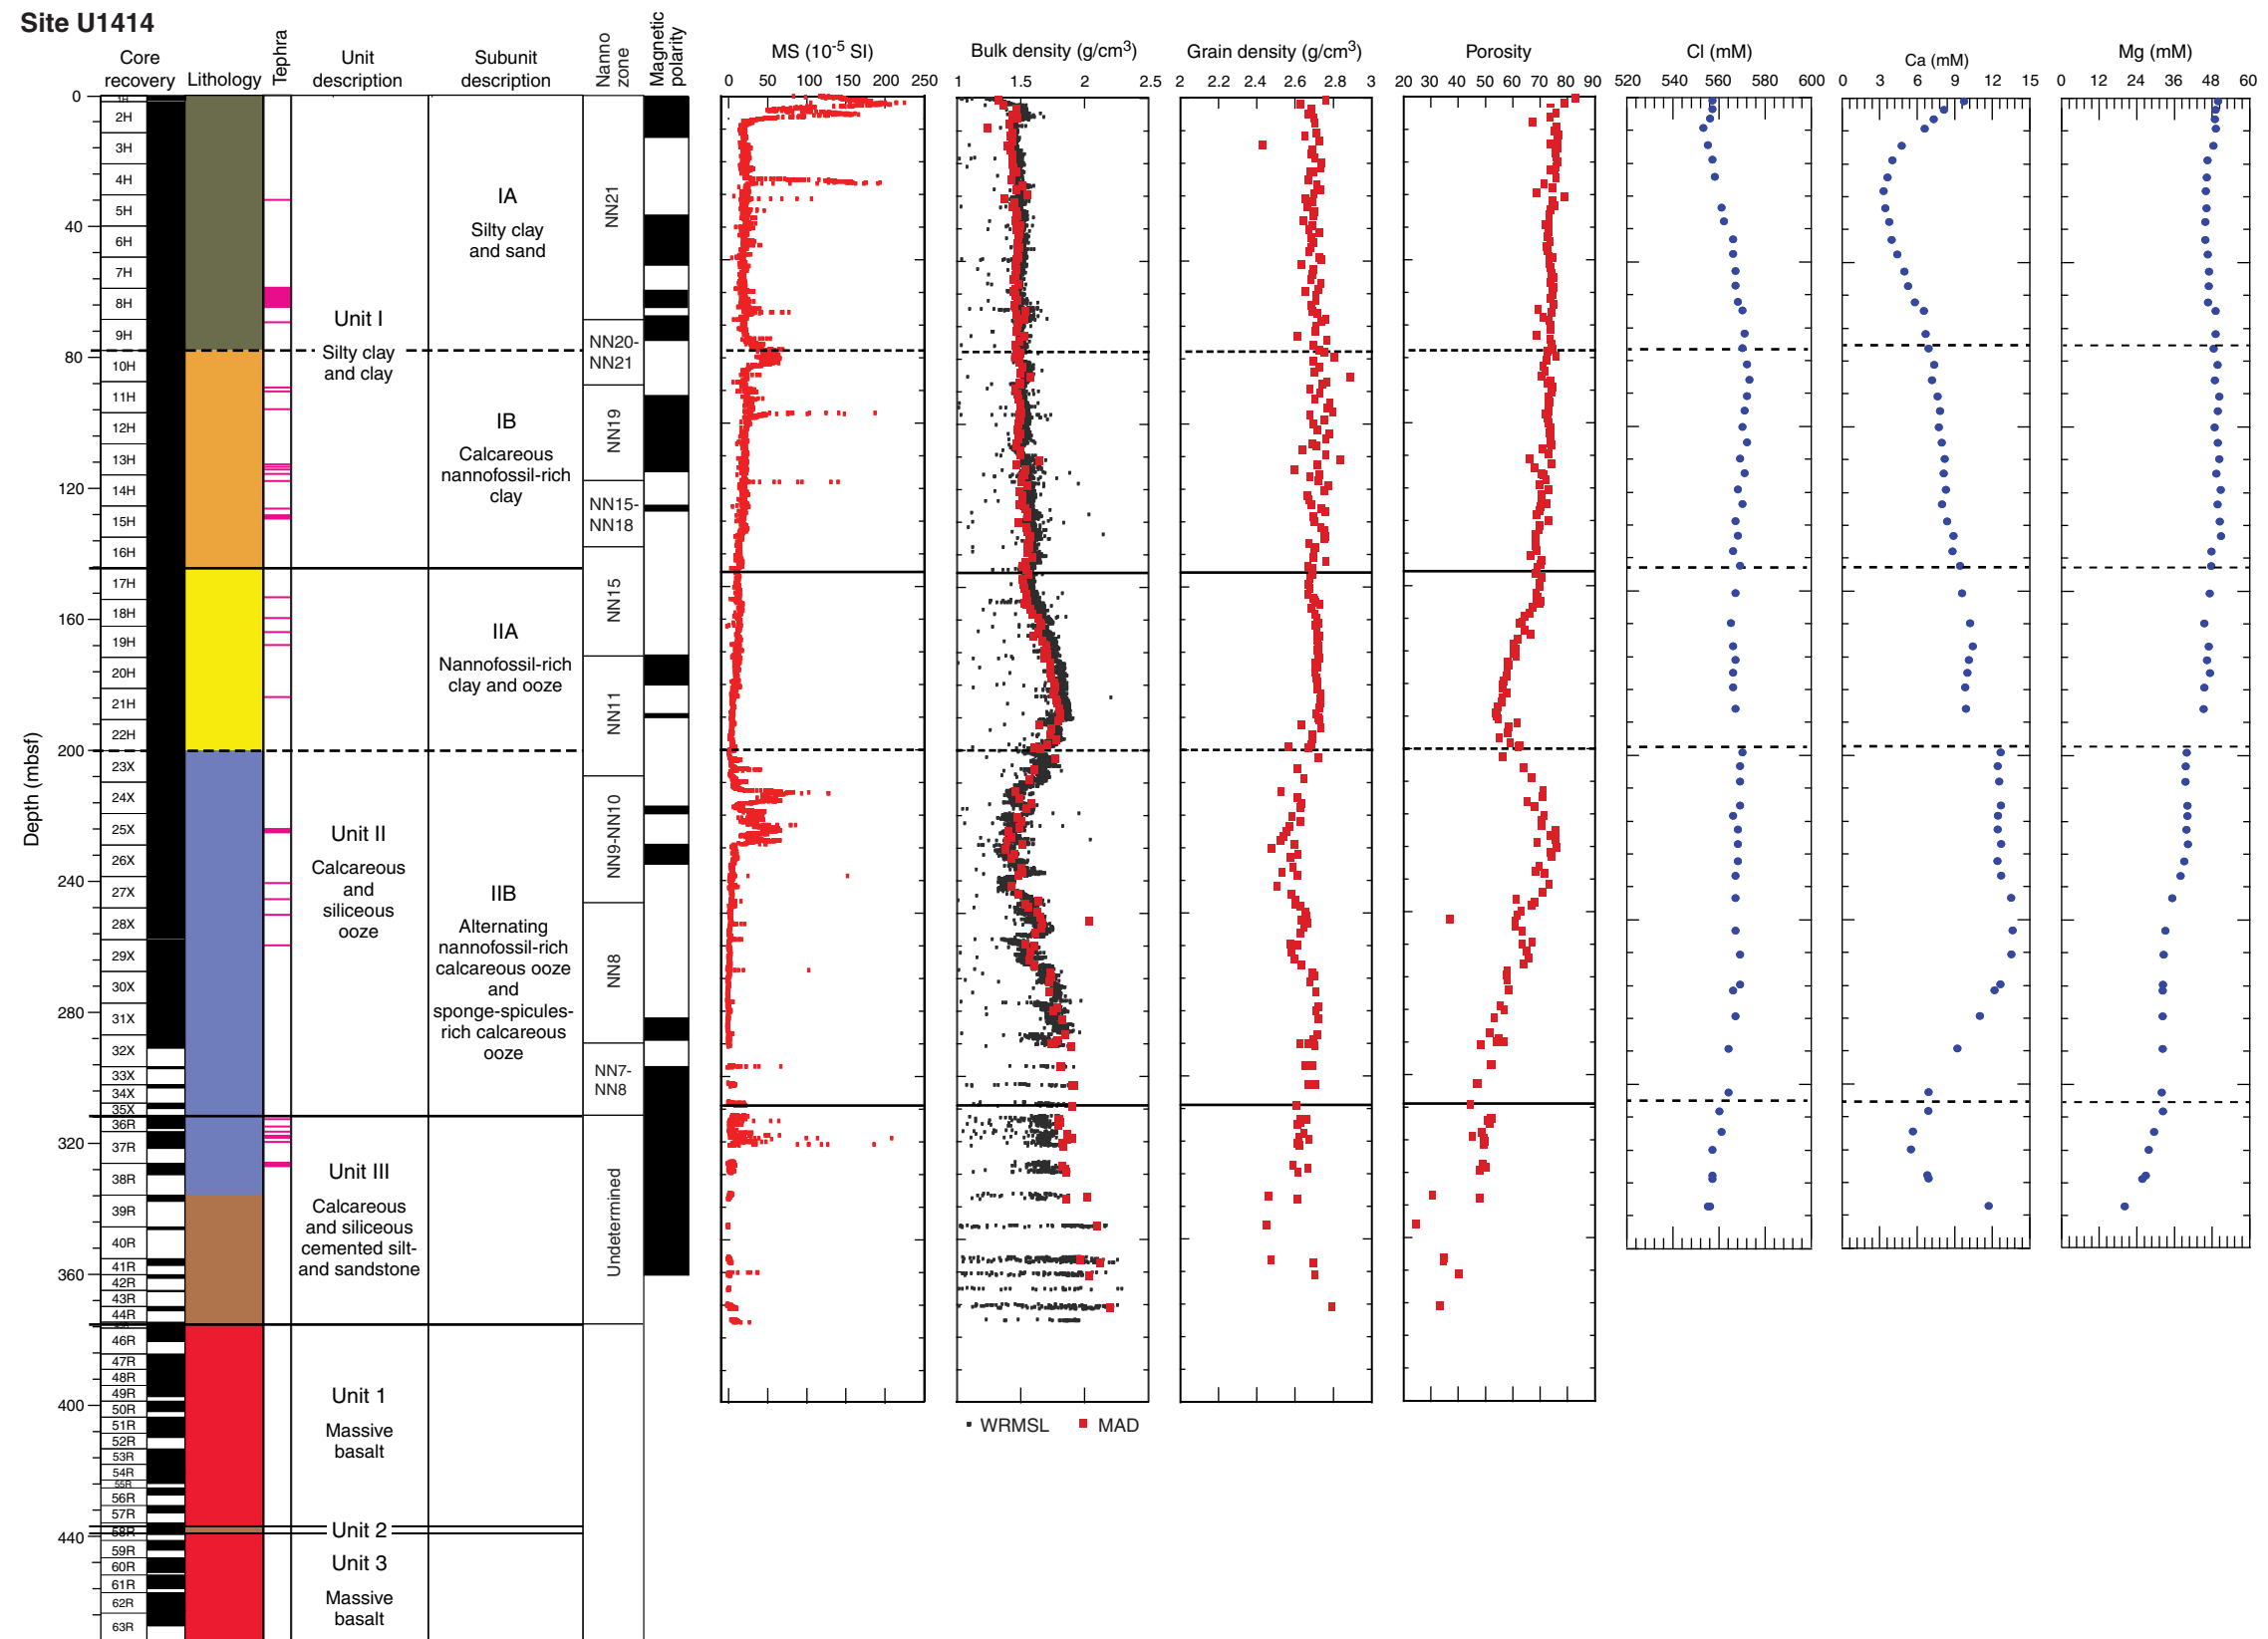 Site U1414
Core recovery
Lithology
Tephra
Unit description
Subunit description
Nanno zone
Magnetic polarity
MS (10-5 SI)
Bulk density (g/cm3)
Grain density (g/cm3)
Porosity
Cl (mM)
Ca (mM)
Mg (mM)
0 50 100 150 200 250
1 1.5 2 2.5
2 2.2 2.4 2.6 2.8 3
20 30 40 50 60 70 80 90
520 540 560 580 600
0 3 6 9 12 15
0 12 24 36 48 60
Depth (mbsf)
0
40
80
120
160
200
240
280
320
360
400
440
1H
2H
3H
4H
5H
6H
7H
8H
9H
10H
11H
12H
13H
14H
15H
16H
17H
18H
19H
20H
21H
22H
23X
24X
25X
26X
27X
28X
29X
30X
31X
32X
33X
34X
35X
36R
37R
38R
39R
40R
41R
42R
43R
44R
46R
47R
48R
49R
50R
51R
52R
53R
54R
55R
56R
57R
58R
59R
60R
61R
62R
63R
Unit I
Silty clay
and clay
Unit II
Calcareous
and
siliceous
ooze
Unit III
Calcareous
and siliceous
cemented silt-
and sandstone
Unit 1
Massive
basalt
Unit 2
Unit 3
Massive
basalt
IA
Silty clay
and sand
IB
Calcareous
nannofossil-rich
clay
IIA
Nannofossil-rich
clay and ooze
IIB
Alternating
nannofossil-rich
calcareous ooze
and
sponge-spicules-
rich calcareous
ooze
NN21
NN20-
NN21
NN19
NN15-
NN18
NN15
NN11
NN9-NN10
NN8
NN7-
NN8
Undetermined
WRMSL MAD